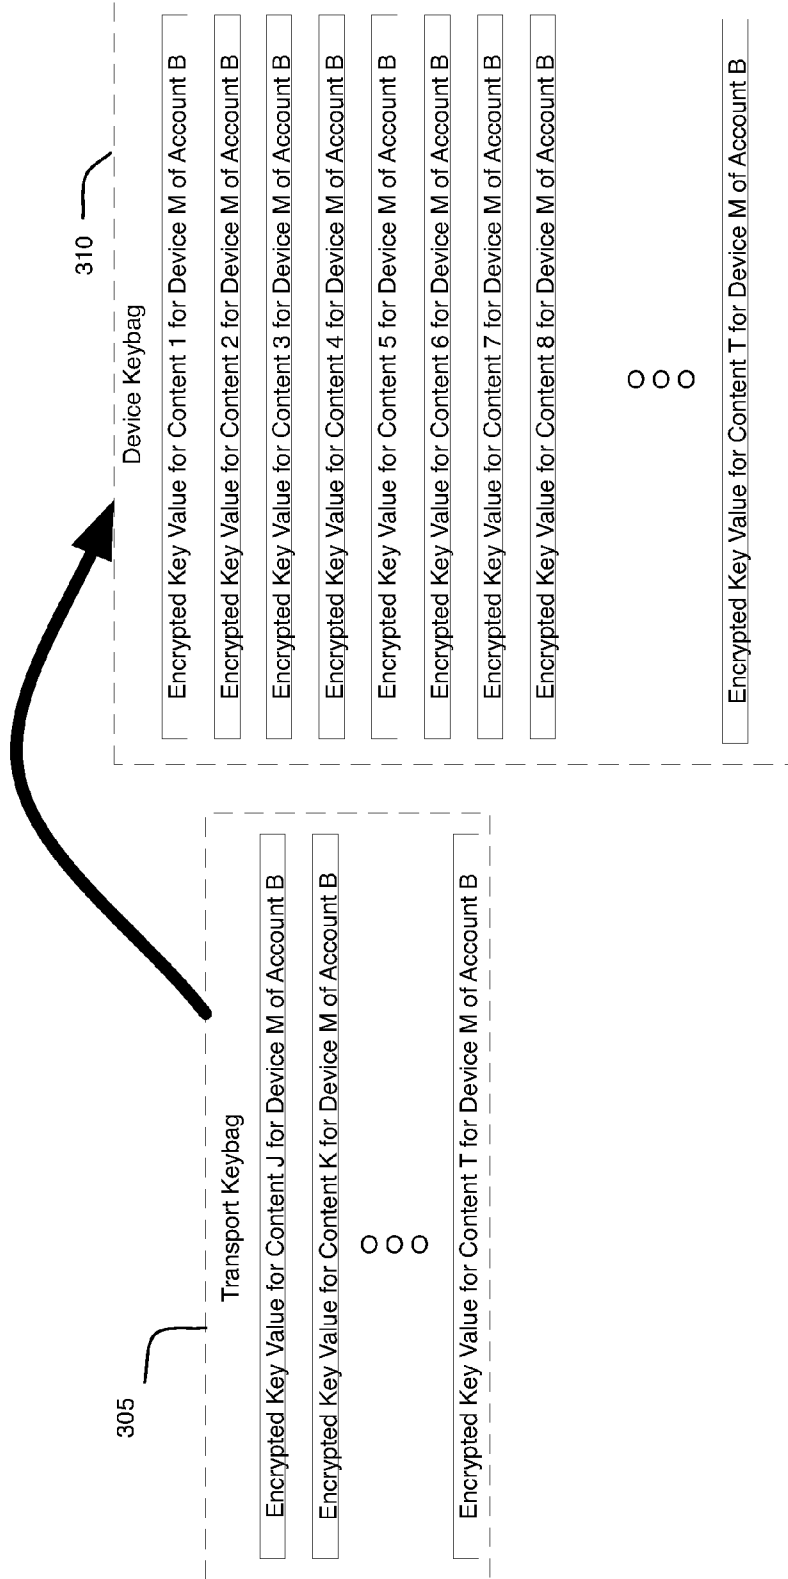 305
Transport Keybag
Encrypted Key Value for Content J for Device M of Account B
Encrypted Key Value for Content K for Device M of Account B
O O O
Encrypted Key Value for Content T for Device M of Account B
310
Device Keybag
Encrypted Key Value for Content 1 for Device M of Account B
Encrypted Key Value for Content 2 for Device M of Account B
Encrypted Key Value for Content 3 for Device M of Account B
Encrypted Key Value for Content 4 for Device M of Account B
Encrypted Key Value for Content 5 for Device M of Account B
Encrypted Key Value for Content 6 for Device M of Account B
Encrypted Key Value for Content 7 for Device M of Account B
Encrypted Key Value for Content 8 for Device M of Account B
O O O
Encrypted Key Value for Content T for Device M of Account B